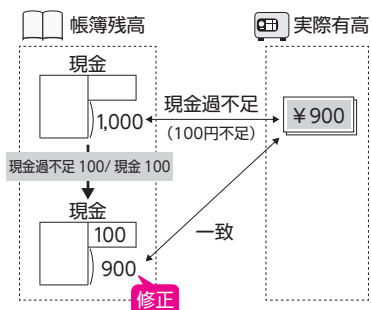 帳簿残高
実際有高
現金
1,000
現金過不足
(100円不足)
¥900
現金過不足 100/ 現金 100
現金
100
900
一致
修正